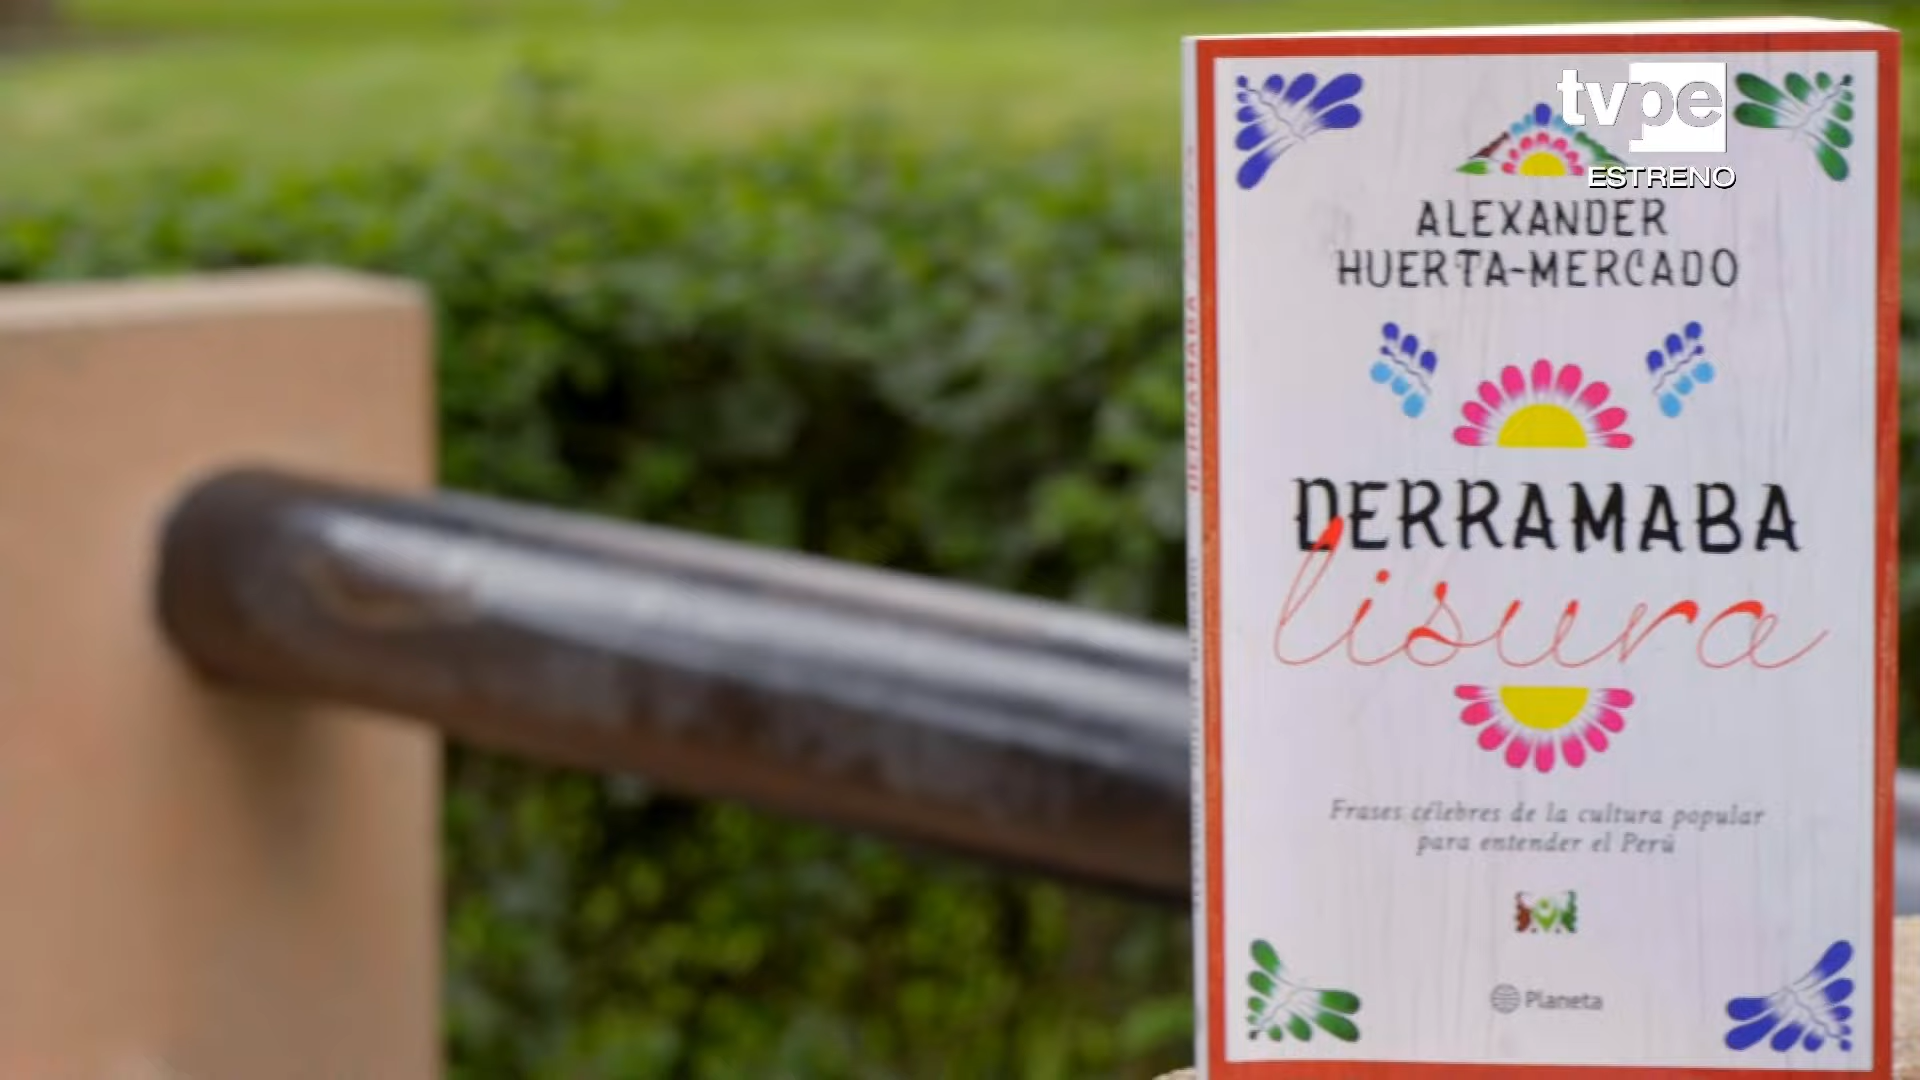 tvpe
ESTRENO
ALEXANDER
HUERTA-MERCADO
DERRAMABA
lisura
Frases célebres de la cultura popular
para entender el Perú
Planeta
DERRAMABA